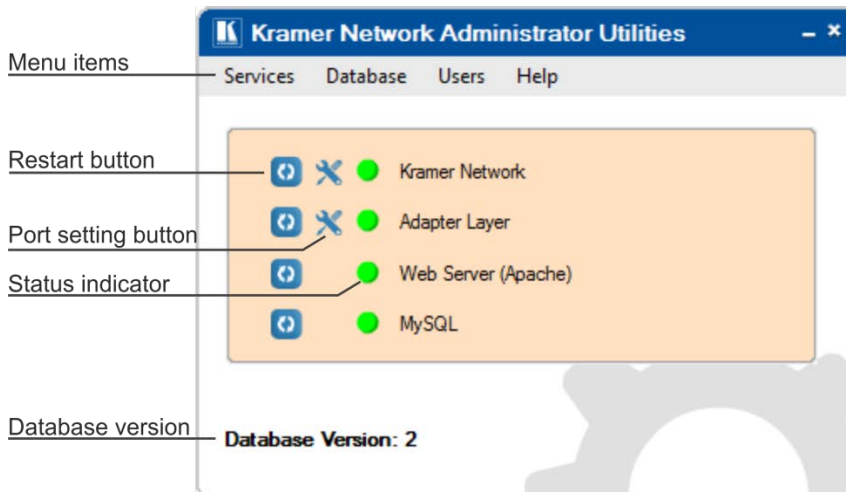 Kramer Network Administrator Utilities
Menu items
Services Database Users Help
Restart button
Kramer Network
Adapter Layer
Port setting button
Status indicator
Web Server (Apache)
MySQL
Database version
Database Version: 2